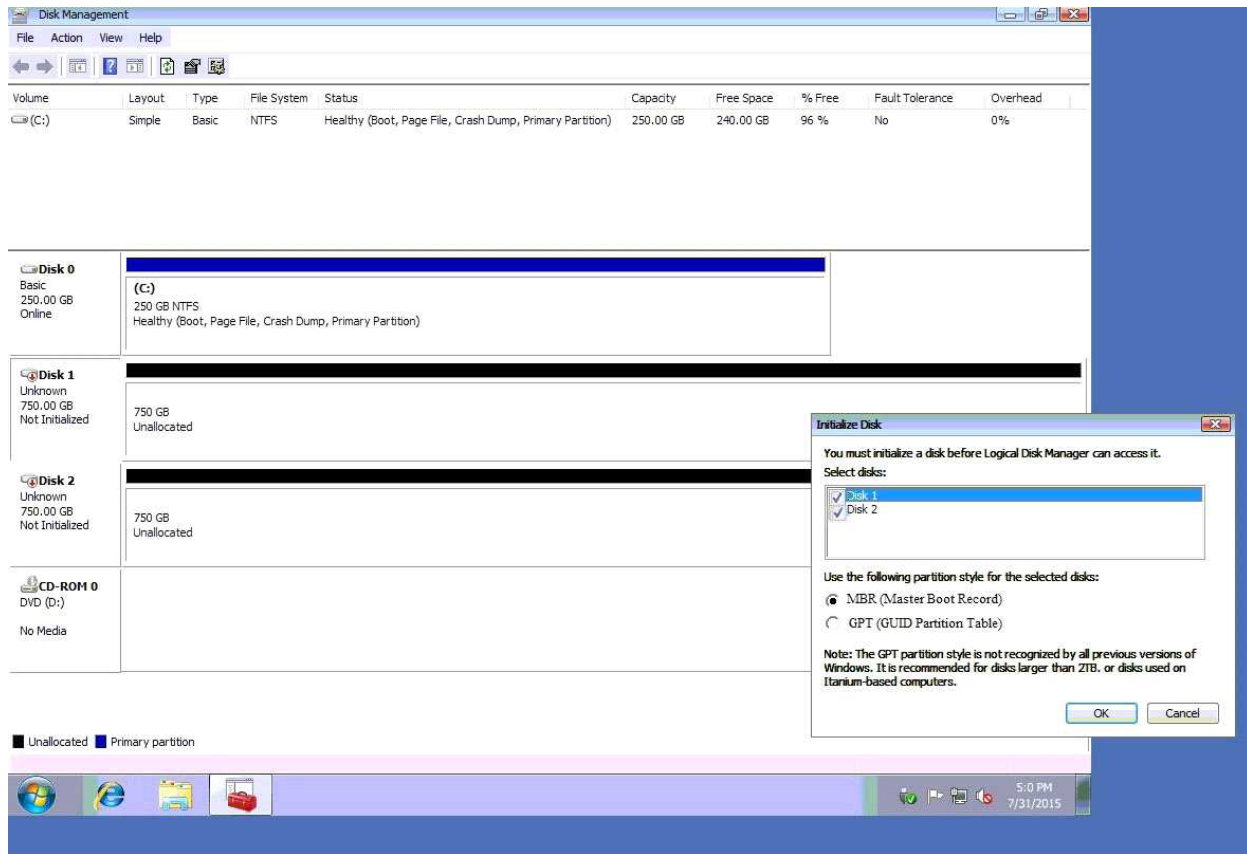 Disk Management
File Action View Help
Volume Layout Type File System Status Capacity Free Space % Free Fault Tolerance Overhead
(C:) Simple Basic NTFS Healthy (Boot, Page File, Crash Dump, Primary Partition) 250.00 GB 240.00 GB 96 % No 0%
Disk 0
Basic
250.00 GB
Online
(C:)
250 GB NTFS
Healthy (Boot, Page File, Crash Dump, Primary Partition)
Disk 1
Unknown
750.00 GB
Not Initialized
750 GB
Unallocated
Disk 2
Unknown
750.00 GB
Not Initialized
750 GB
Unallocated
CD-ROM 0
DVD (D:)
No Media
Unallocated Primary partition
Initialize Disk
You must initialize a disk before Logical Disk Manager can access it.
Select disks:
Disk 1
Disk 2
Use the following partition style for the selected disks:
MBR (Master Boot Record)
GPT (GUID Partition Table)
Note: The GPT partition style is not recognized by all previous versions of
Windows. It is recommended for disks larger than 2TB. or disks used on
Itanium-based computers.
OK Cancel
5:0 PM
7/31/2015